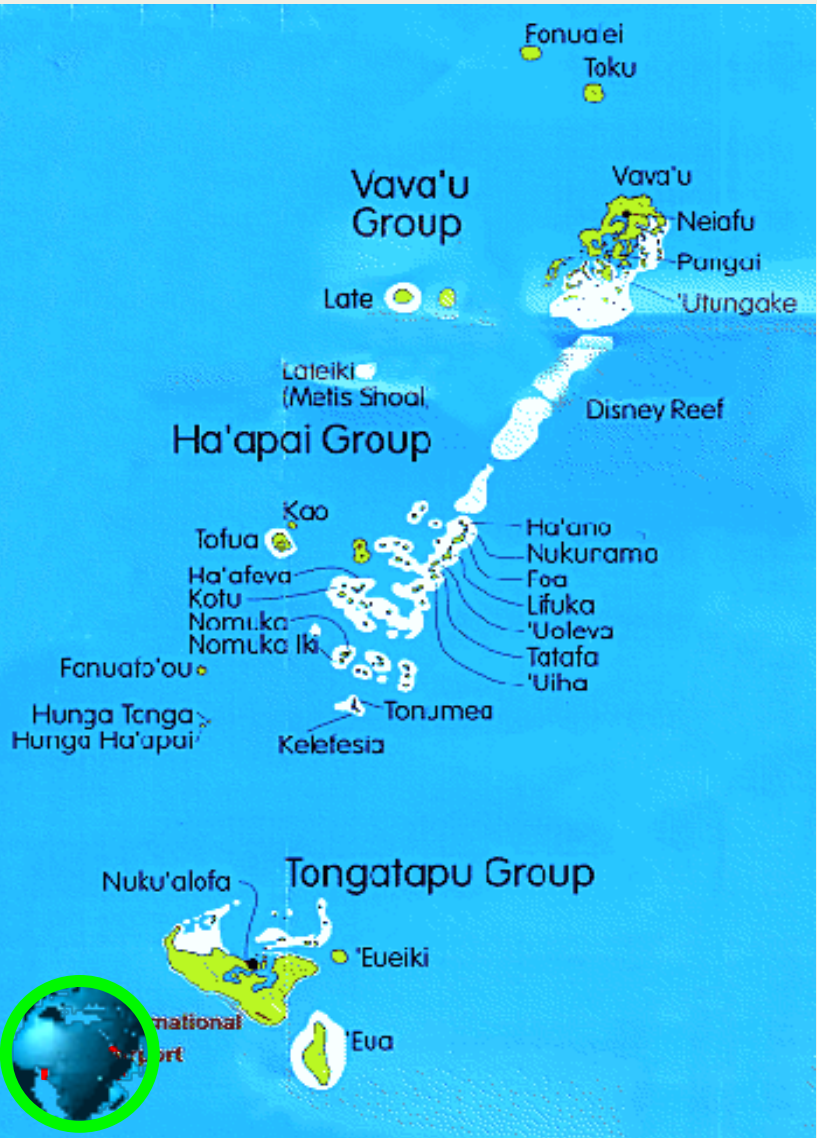 Fonualei
Toku
Vava'u
Group
Vava'u
Neiafu
Pangai
'Utungake
Late
Lateiki
(Metis Shoal)
Disney Reef
Ha'apai Group
Kao
Tofua
Ha'ano
Nukunamo
Foa
Lifuka
'Uoleva
Tatafa
'Uiha
Ha'afeva
Kotu
Nomuka
Nomuka Iki
Fonuafo'ou
Hunga Tonga
Hunga Ha'apai
Tonumea
Kelefesia
Nuku'alofa
Tongatapu Group
'Eueiki
'Eua